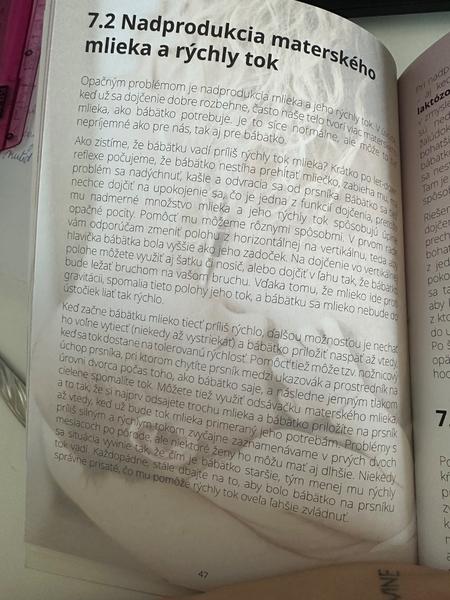 7.2 Nadprodukcia materského
mlieka a rýchly tok
Opačným problémom je nadprodukcia mlieka a jeho rýchly tok. V
keď už sa dojčenie dobre rozbehne, často naše telo tvorí viac materského
mlieka, ako bábätko potrebuje. Je to síce normálne, ale môže to byť
nepríjemné ako pre nás, tak aj pre bábätko.
Ako zistíme, že bábätku vadí príliš rýchly tok mlieka? Krátko po let-down
reflexe počujeme, že bábätko nestíha prehĺtať mliečko, zabieha mu,
problém sa nadýchnuť, kašle a odvracia sa od prsníka. Bábätko sa
nechce dojčiť na upokojenie sa, čo je jedna z funkcií dojčenia, pretože
mu nadmerné množstvo mlieka a jeho rýchly tok spôsobujú úplne
opačné pocity. Pomôcť mu môžeme rôznymi spôsobmi. V prvom rade
vám odporúčam zmeniť polohu z horizontálnej na vertikálnu, teda aby
hlavička bábätka bola vyššie ako jeho zadoček. Na dojčenie vo vertikálnej
polohe môžete využiť aj šatku či nosič, alebo dojčiť v ľahu tak, že bábätko
bude ležať bruchom na vašom bruchu. Vďaka tomu, že mlieko ide proti
gravitácii, spomalia tieto polohy jeho tok, a bábätku sa mlieko nebude do
ústočiek liať tak rýchlo.
Keď začne bábätku mlieko tiecť príliš rýchlo, ďalšou možnosťou je nechať
ho voľne vytiecť (niekedy až vystriekať) a bábätko priložiť naspäť až vtedy,
keď sa tok dostane na tolerovanú rýchlosť. Pomôcť tiež môže tzv. nožnicový
úchop prsníka, pri ktorom chytíte prsník medzi ukazovák a prostredník na
úrovni dvorca počas toho, ako bábätko saje, a následne jemným tlakom
cielene spomalíte tok. Môžete tiež využiť odsávačku materského mlieka,
a to tak, že si najprv odsajete trochu mlieka a bábätko priložíte na prsník
až vtedy, keď už bude tok mlieka primeraný jeho potrebám. Problémy s
príliš silným a rýchlym tokom zvyčajne zaznamenávame v prvých dvoch
mesiacoch po pôrode, ale niektoré ženy ho môžu mať aj dlhšie. Niekedy
sa situácia vyvinie tak, že čím je bábätko staršie, tým menej mu rýchly
tok vadí. Každopádne, stále dbajte na to, aby bolo bábätko na prsníku
správne prisaté, čo mu pomôže rýchly tok oveľa ľahšie zvládnuť.
47